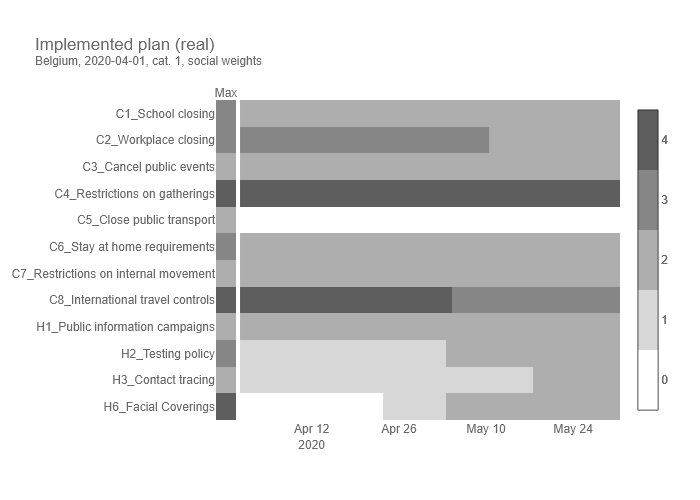 Implemented plan (real)
Belgium, 2020-04-01, cat. 1, social weights
Max
C1_School closing
C2_Workplace closing
C3_Cancel public events
C4_Restrictions on gatherings
C5_Close public transport
C6_Stay at home requirements
C7_Restrictions on internal movement
C8_International travel controls
H1_Public information campaigns
H2_Testing policy
H3_Contact tracing
H6_Facial Coverings
Apr 12
2020
Apr 26
May 10
May 24
4
3
2
1
0